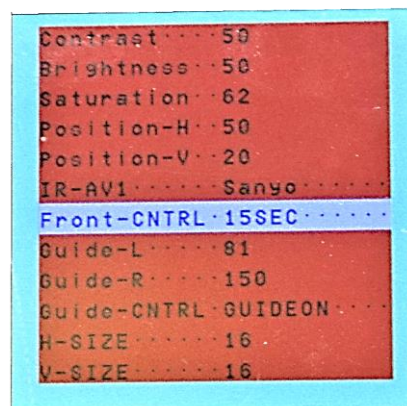 Contrast····50
Brightness··50
Saturation··62
Position-H··50
Position-V··20
IR-AV1······Sanyo······
Front-CNTRL·15SEC······
Guide-L·····81
Guide-R·····150
Guide-CNTRL·GUIDEON····
H-SIZE······16
V-SIZE······16